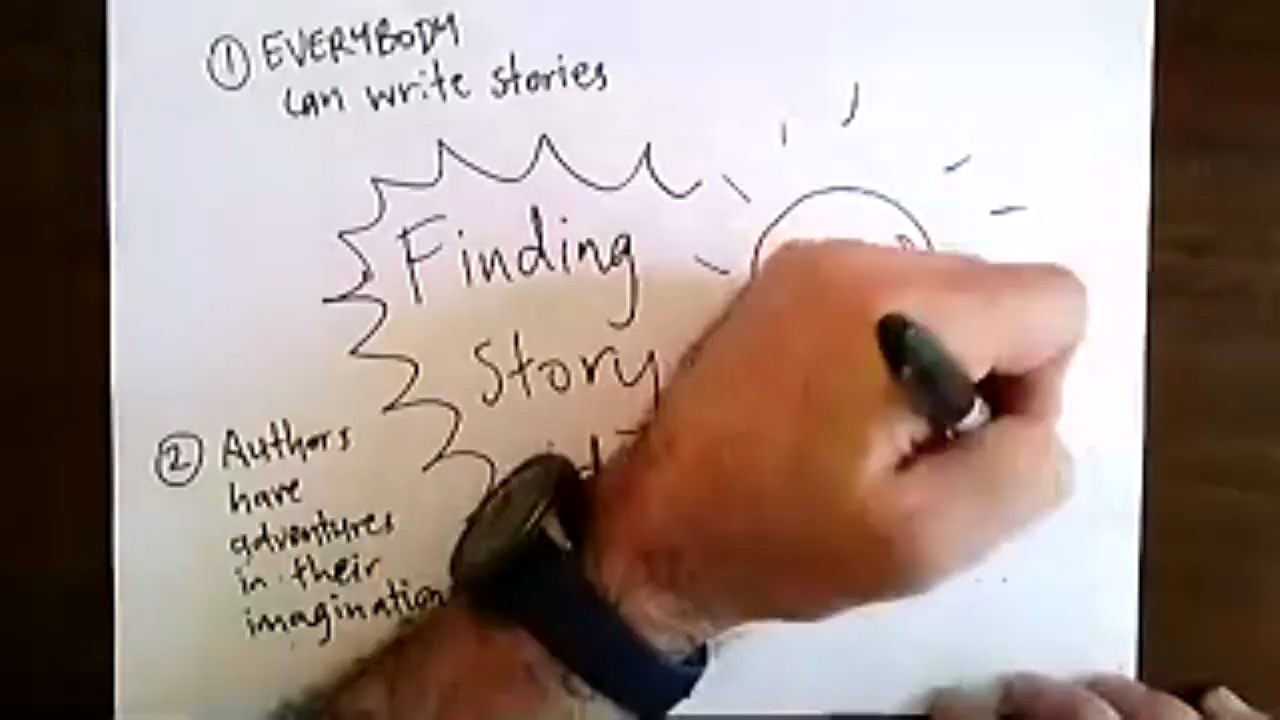 ① EVERYBODY
can write stories
Finding
Story
② Authors
have
adventures
in their
imagination